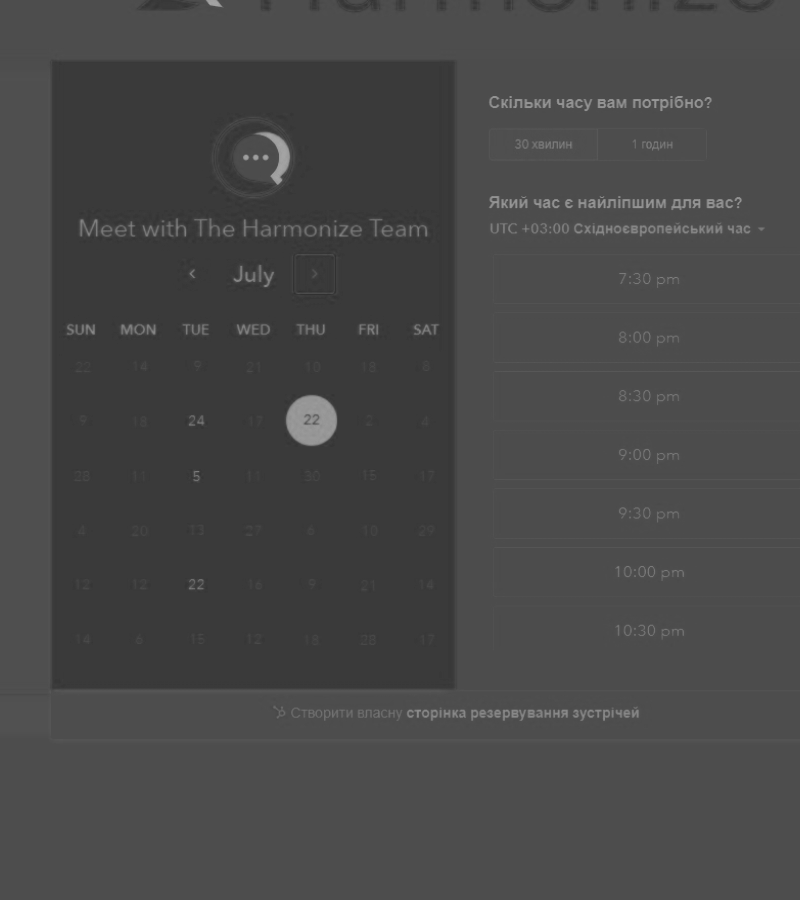 Harmonize
Meet with The Harmonize Team
July
SUN MON TUE WED THU FRI SAT
22 14 9 21 10 13 8
9 18 24 17 22 2 4
28 11 5 11 30 15 17
4 20 13 27 6 10 29
12 12 22 16 9 21 14
14 6 15 12 18 28 17
Скільки часу вам потрібно?
30 хвилин 1 годин
Який час є найліпшим для вас?
UTC +03:00 Східноєвропейський час
7:30 pm
8:00 pm
8:30 pm
9:00 pm
9:30 pm
10:00 pm
10:30 pm
Створити власну сторінка резервування зустрічей